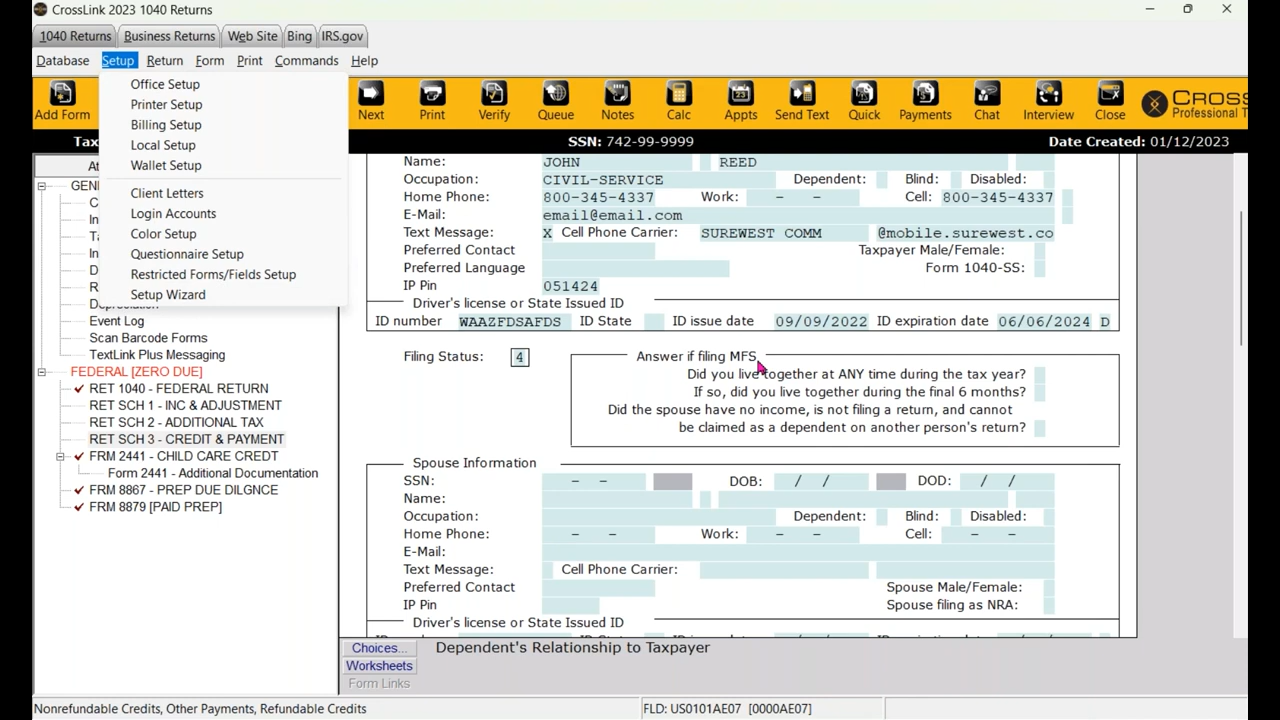 CrossLink 2023 1040 Returns
1040 Returns Business Returns Web Site Bing IRS.gov
Database Setup Return Form Print Commands Help
Office Setup
Printer Setup
Billing Setup
Local Setup
Wallet Setup
Client Letters
Login Accounts
Color Setup
Questionnaire Setup
Restricted Forms/Fields Setup
Setup Wizard
Add Form Next Print Verify Queue Notes Calc Appts Send Text Quick Payments Chat Interview Close
23
CROSS
Professional T
Tax SSN: 742-99-9999 Date Created: 01/12/2023
At
GEN
C
In
Ta
In
D
R
Depreciation
Event Log
Scan Barcode Forms
TextLink Plus Messaging
FEDERAL [ZERO DUE]
RET 1040 - FEDERAL RETURN
RET SCH 1 - INC & ADJUSTMENT
RET SCH 2 - ADDITIONAL TAX
RET SCH 3 - CREDIT & PAYMENT
FRM 2441 - CHILD CARE CREDT
Form 2441 - Additional Documentation
FRM 8867 - PREP DUE DILGNCE
FRM 8879 [PAID PREP]
Name: JOHN REED
Occupation: CIVIL-SERVICE Dependent: Blind: Disabled:
Home Phone: 800-345-4337 Work: - - Cell: 800-345-4337
E-Mail: email@email.com
Text Message: X Cell Phone Carrier: SUREWEST COMM @mobile.surewest.co
Preferred Contact Taxpayer Male/Female:
Preferred Language Form 1040-SS:
IP Pin 051424
Driver's license or State Issued ID
ID number WAAZFDSAFDS ID State ID issue date 09/09/2022 ID expiration date 06/06/2024 D
Filing Status: 4 Answer if filing MFS
Did you live together at ANY time during the tax year?
If so, did you live together during the final 6 months?
Did the spouse have no income, is not filing a return, and cannot
be claimed as a dependent on another person's return?
Spouse Information
SSN: - - DOB: / / DOD: / /
Name:
Occupation: Dependent: Blind: Disabled:
Home Phone: - - Work: - - Cell: - -
E-Mail:
Text Message: Cell Phone Carrier:
Preferred Contact Spouse Male/Female:
IP Pin Spouse filing as NRA:
Driver's license or State Issued ID
Choices... Dependent's Relationship to Taxpayer
Worksheets
Form Links
Nonrefundable Credits, Other Payments, Refundable Credits FLD: US0101AE07 [0000AE07]